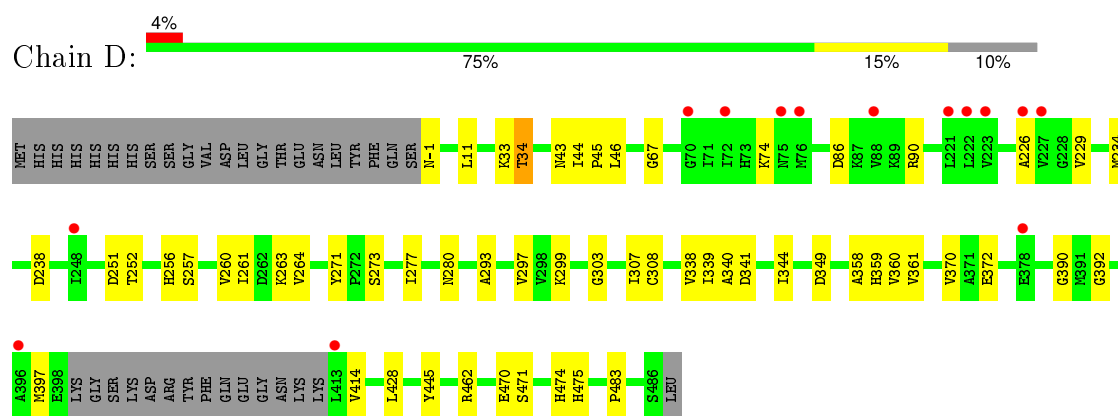 4%
Chain D:
75% 15% 10%
MET HIS HIS HIS HIS HIS HIS SER SER GLY VAL ASP LEU GLY THR GLU ASN LEU TYR PHE GLN SER N-1 L11 K33 T34 N43 I44 P45 L46 G67 G70 I71 I72 H73 K74 N75 M76 D86 K87 V88 K89 R90 L221 L222 V223 A226 V227 G228 V229 M234
D238 I248 D251 T252 H256 S257 V260 I261 D262 K263 V264 Y271 P272 S273 I277 N280 A293 V297 V298 K299 G303 I307 C308 V338 I339 A340 D341 I344 D349 A358 H359 V360 V361 V370 A371 E372 E378 G390 M391 G392
A396 M397 E398 LYS GLY SER LYS ASP ARG TYR PHE GLN GLU GLY ASN LYS LYS L413 V414 L428 Y445 R462 E470 S471 H474 H475 P483 S486 LEU